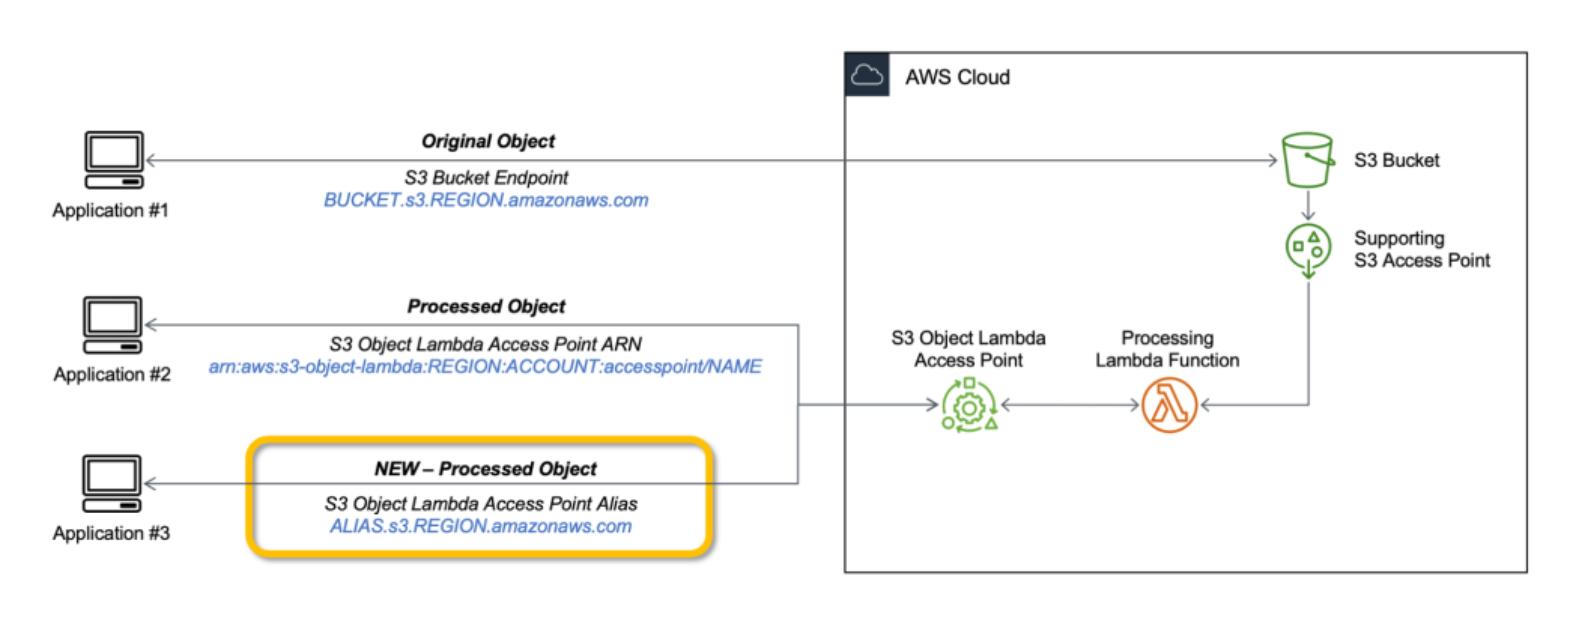 AWS Cloud
Original Object
S3 Bucket Endpoint
BUCKET.s3.REGION.amazonaws.com
Application #1
S3 Bucket
Supporting
S3 Access Point
Processed Object
S3 Object Lambda Access Point ARN
arn:aws:s3-object-lambda:REGION:ACCOUNT:accesspoint/NAME
Application #2
S3 Object Lambda
Access Point
Processing
Lambda Function
NEW – Processed Object
S3 Object Lambda Access Point Alias
ALIAS.s3.REGION.amazonaws.com
Application #3